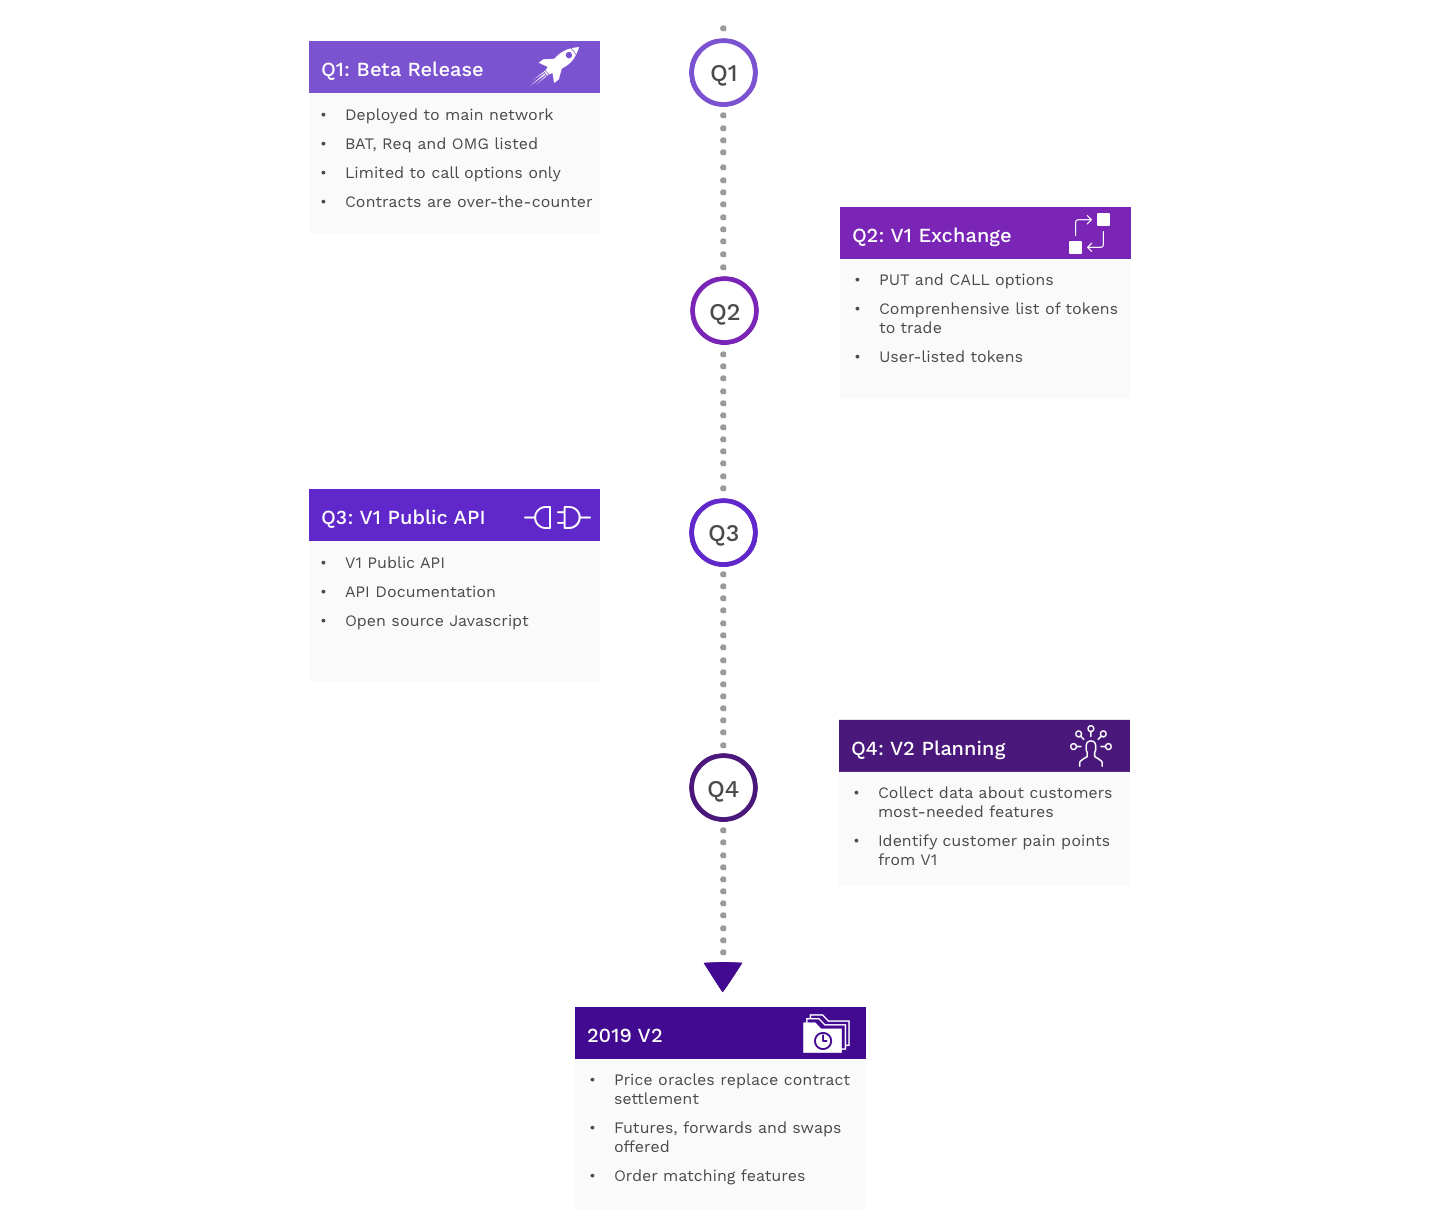 Q1: Beta Release
• Deployed to main network
• BAT, Req and OMG listed
• Limited to call options only
• Contracts are over-the-counter
Q1
Q2: V1 Exchange
• PUT and CALL options
• Comprenhensive list of tokens
to trade
• User-listed tokens
Q2
Q3: V1 Public API
• V1 Public API
• API Documentation
• Open source Javascript
Q3
Q4: V2 Planning
• Collect data about customers
most-needed features
• Identify customer pain points
from V1
Q4
2019 V2
• Price oracles replace contract
settlement
• Futures, forwards and swaps
offered
• Order matching features